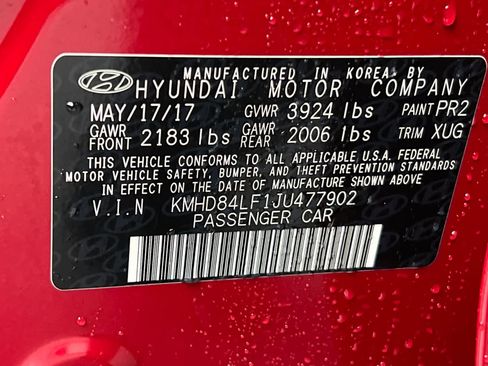 MANUFACTURED IN KOREA BY
HYUNDAI MOTOR COMPANY
MAY/17/17 GVWR 3924 lbs PAINT PR2
GAWR FRONT 2183 lbs GAWR REAR 2006 lbs TRIM XUG
THIS VEHICLE CONFORMS TO ALL APPLICABLE U.S.A. FEDERAL
MOTOR VEHICLE SAFETY, BUMPER, AND THEFT PREVENTION STANDARDS
IN EFFECT ON THE DATE OF MANUFACTURE SHOWN ABOVE
V.I.N KMHD84LF1JU477902
PASSENGER CAR